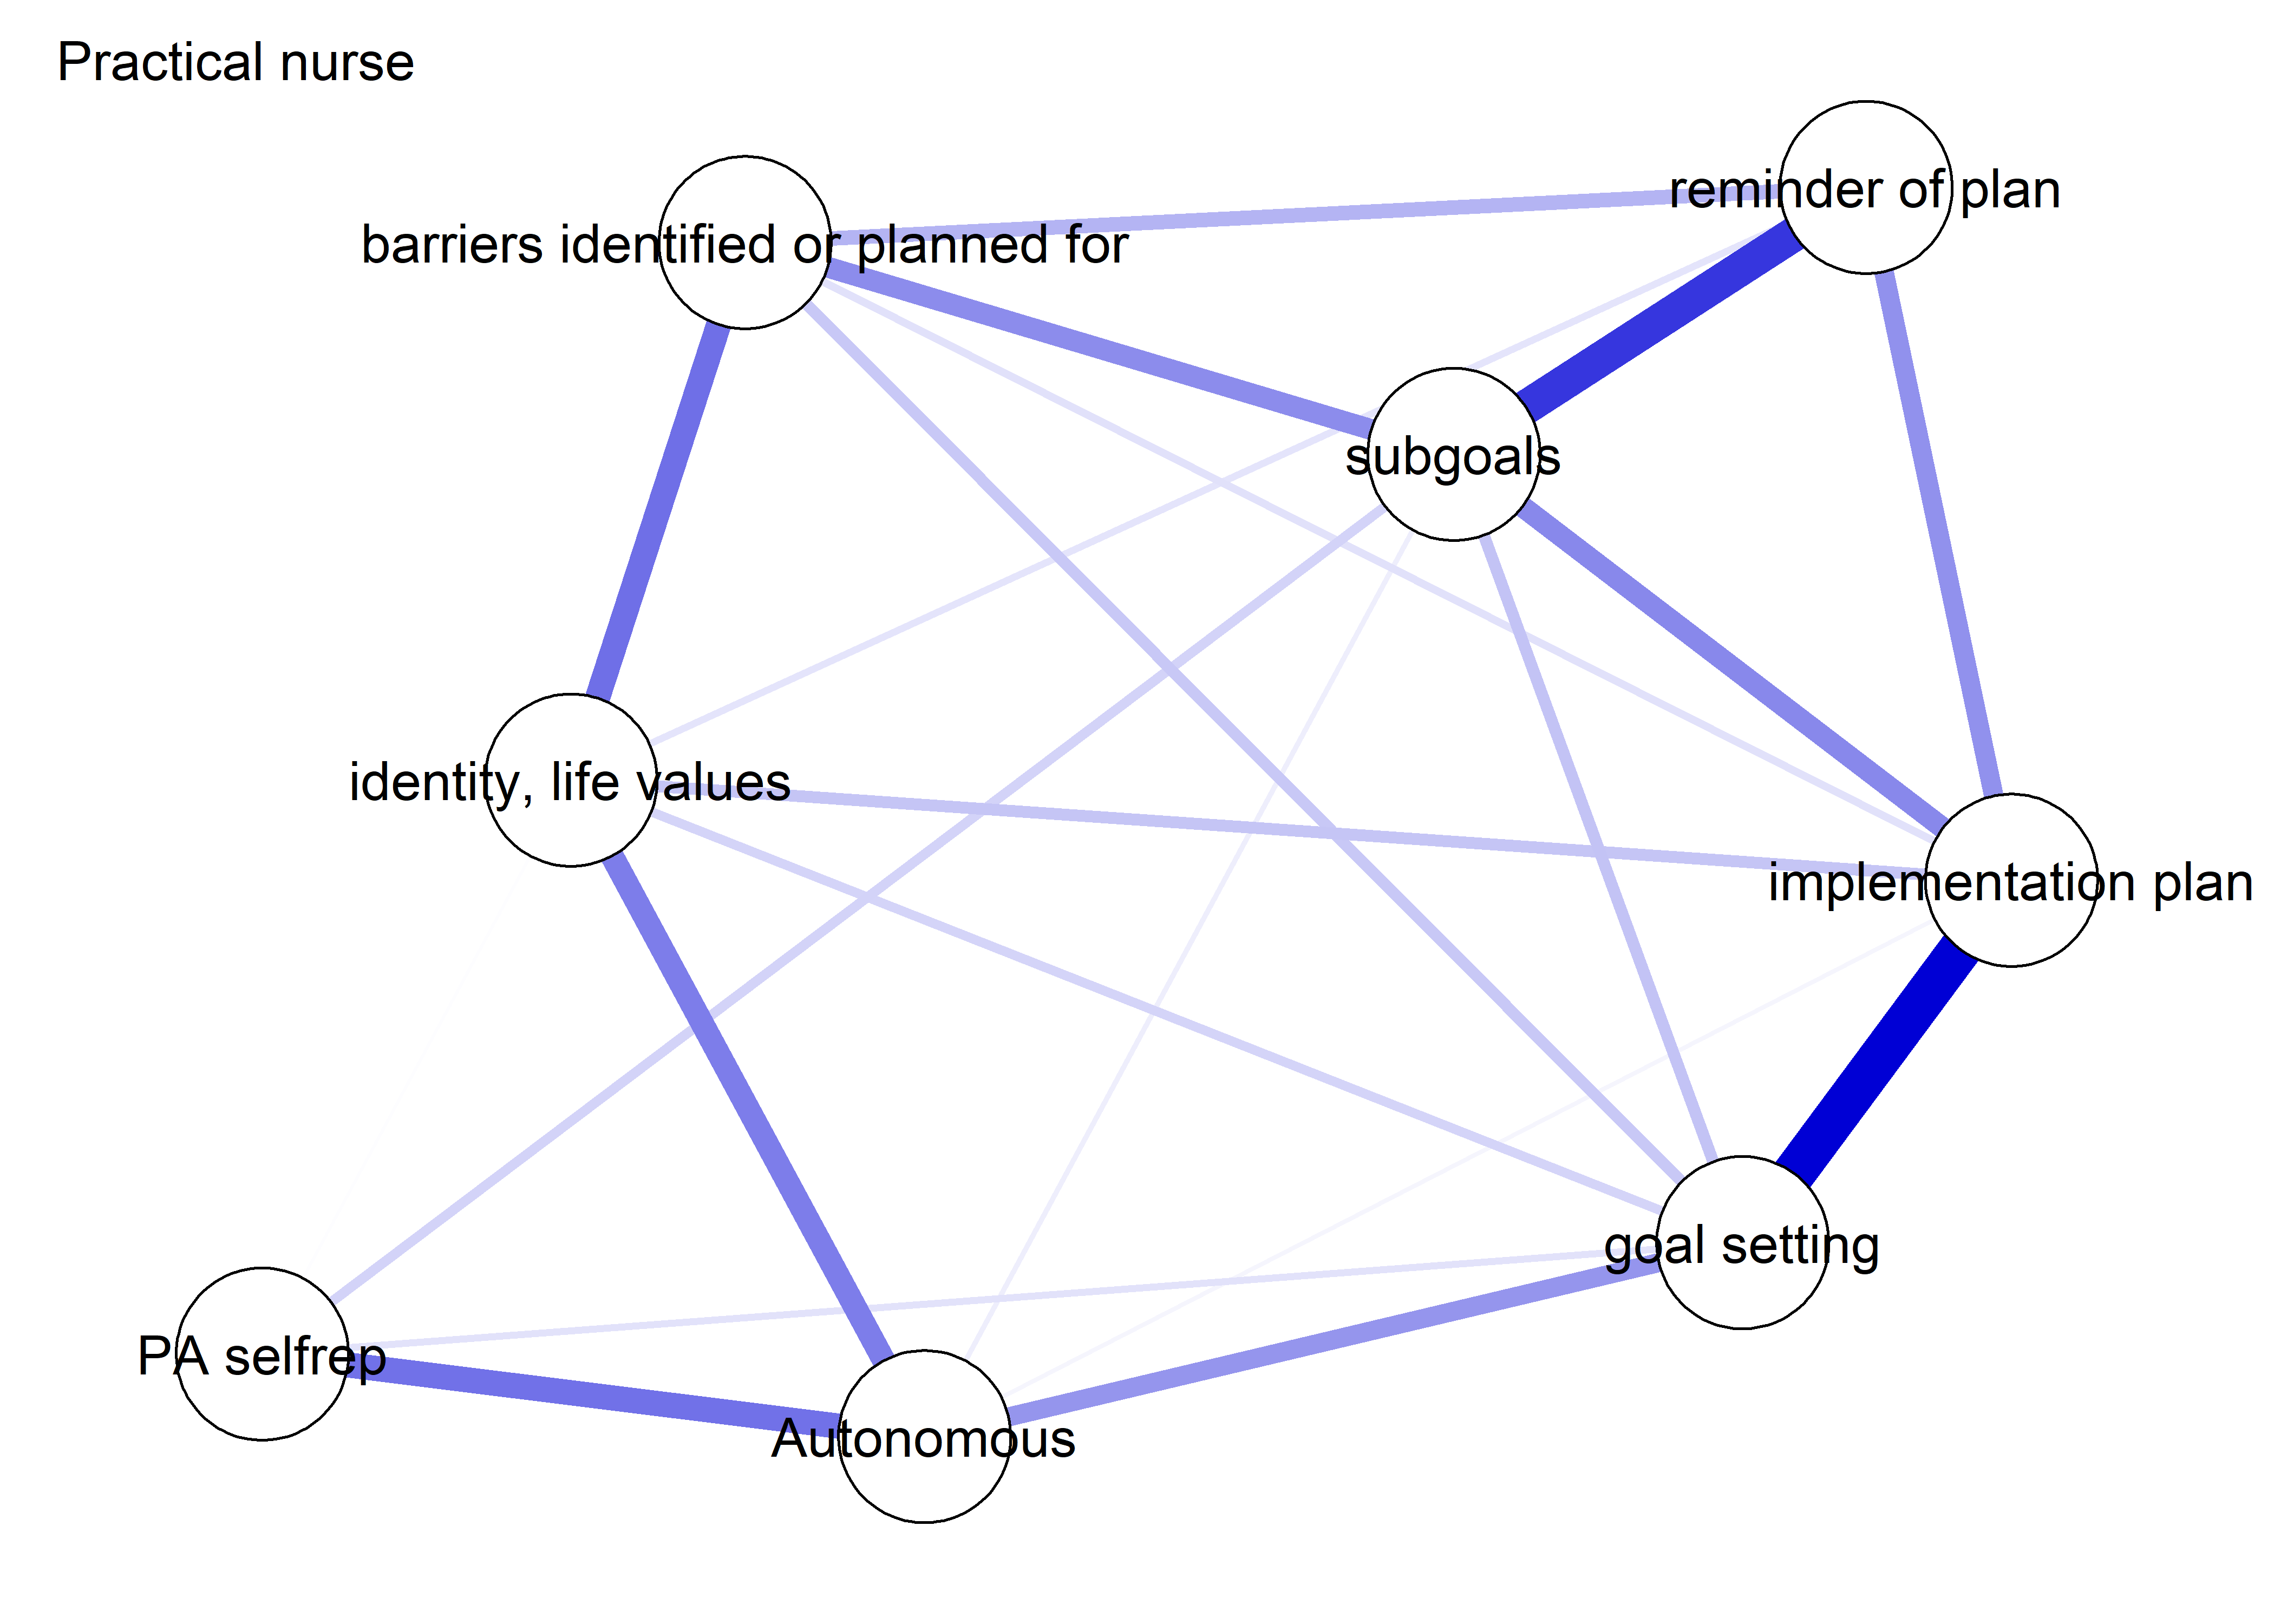 Practical nurse
reminder of plan
barriers identified or planned for
subgoals
identity, life values
implementation plan
goal setting
PA selfrep
Autonomous